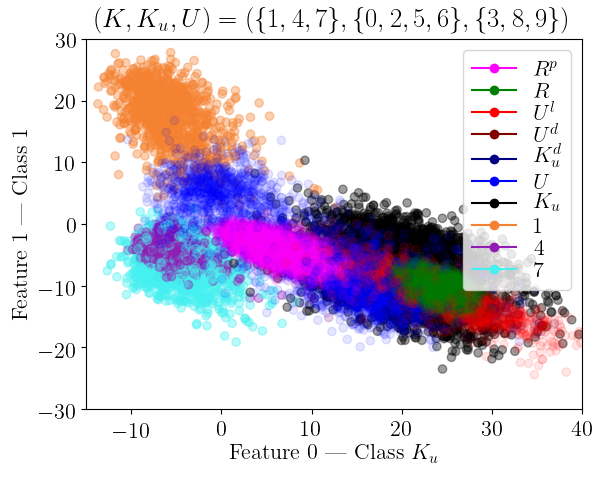 (K, K_u, U) = ({1, 4, 7}, {0, 2, 5, 6}, {3, 8, 9})
30
20
10
0
−10
−20
−30
Feature 1 — Class 1
R^p
R
U^l
U^d
K_u^d
U
K_u
1
4
7
−10
0
10
20
30
40
Feature 0 — Class K_u